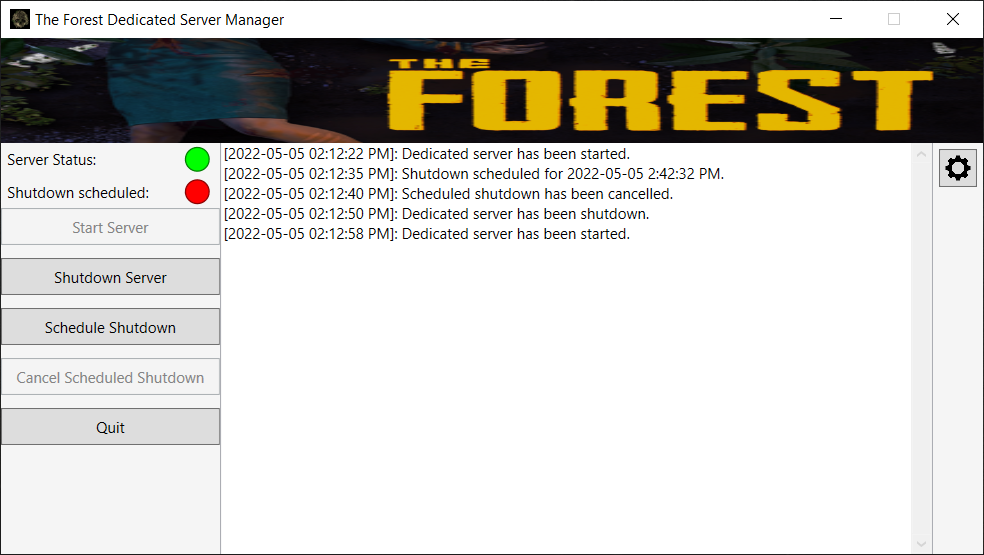 The Forest Dedicated Server Manager
THE
FOREST
Server Status:
Shutdown scheduled:
Start Server
Shutdown Server
Schedule Shutdown
Cancel Scheduled Shutdown
Quit
[2022-05-05 02:12:22 PM]: Dedicated server has been started.
[2022-05-05 02:12:35 PM]: Shutdown scheduled for 2022-05-05 2:42:32 PM.
[2022-05-05 02:12:40 PM]: Scheduled shutdown has been cancelled.
[2022-05-05 02:12:50 PM]: Dedicated server has been shutdown.
[2022-05-05 02:12:58 PM]: Dedicated server has been started.